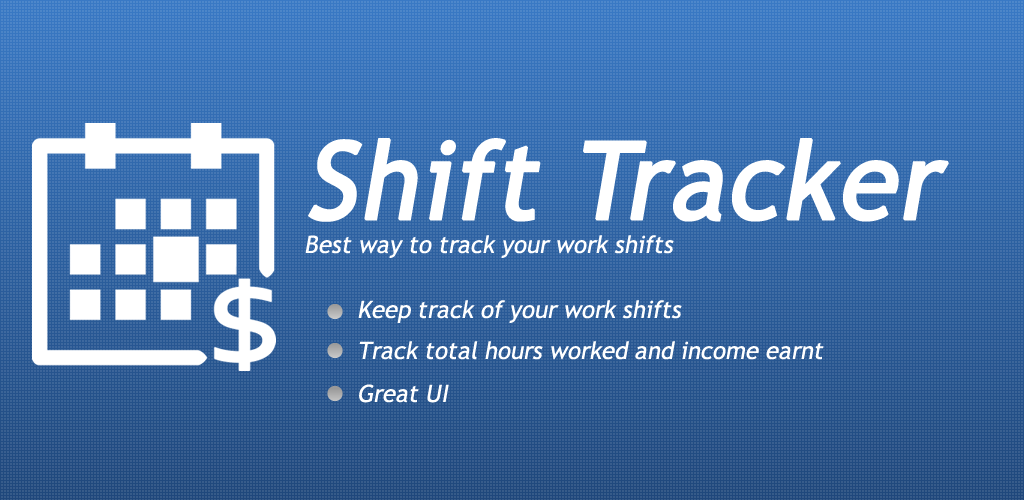 Shift Tracker
Best way to track your work shifts
Keep track of your work shifts
Track total hours worked and income earnt
Great UI
$